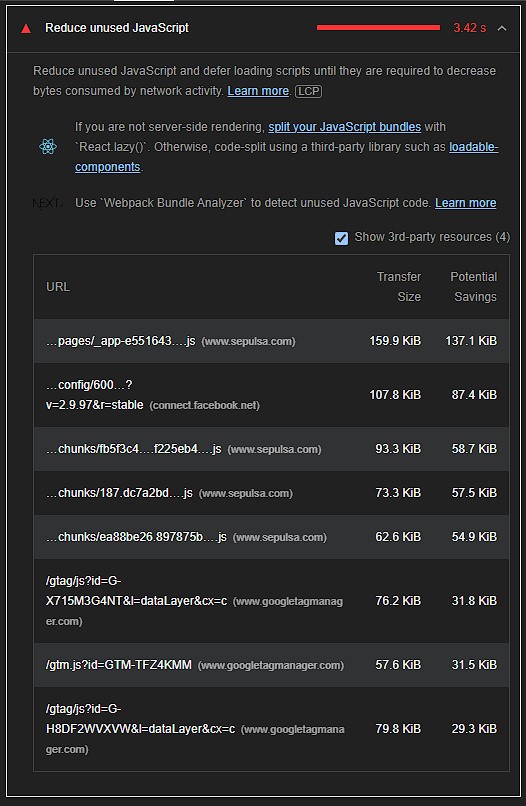 Reduce unused JavaScript 3.42 s
Reduce unused JavaScript and defer loading scripts until they are required to decrease
bytes consumed by network activity. Learn more. LCP
If you are not server-side rendering, split your JavaScript bundles with
`React.lazy()`. Otherwise, code-split using a third-party library such as loadable-
components.
NEXT.
Use `Webpack Bundle Analyzer` to detect unused JavaScript code. Learn more
Show 3rd-party resources (4)
URL Transfer Size Potential Savings
…pages/_app-e551643….js (www.sepulsa.com) 159.9 KiB 137.1 KiB
…config/600…?
v=2.9.97&r=stable (connect.facebook.net) 107.8 KiB 87.4 KiB
…chunks/fb5f3c4….f225eb4….js (www.sepulsa.com) 93.3 KiB 58.7 KiB
…chunks/187.dc7a2bd….js (www.sepulsa.com) 73.3 KiB 57.5 KiB
…chunks/ea88be26.897875b….js (www.sepulsa.com) 62.6 KiB 54.9 KiB
/gtag/js?id=G-
X715M3G4NT&l=dataLayer&cx=c (www.googletagmanag
er.com) 76.2 KiB 31.8 KiB
/gtm.js?id=GTM-TFZ4KMM (www.googletagmanager.com) 57.6 KiB 31.5 KiB
/gtag/js?id=G-
H8DF2WVXVW&l=dataLayer&cx=c (www.googletagmana
ger.com) 79.8 KiB 29.3 KiB